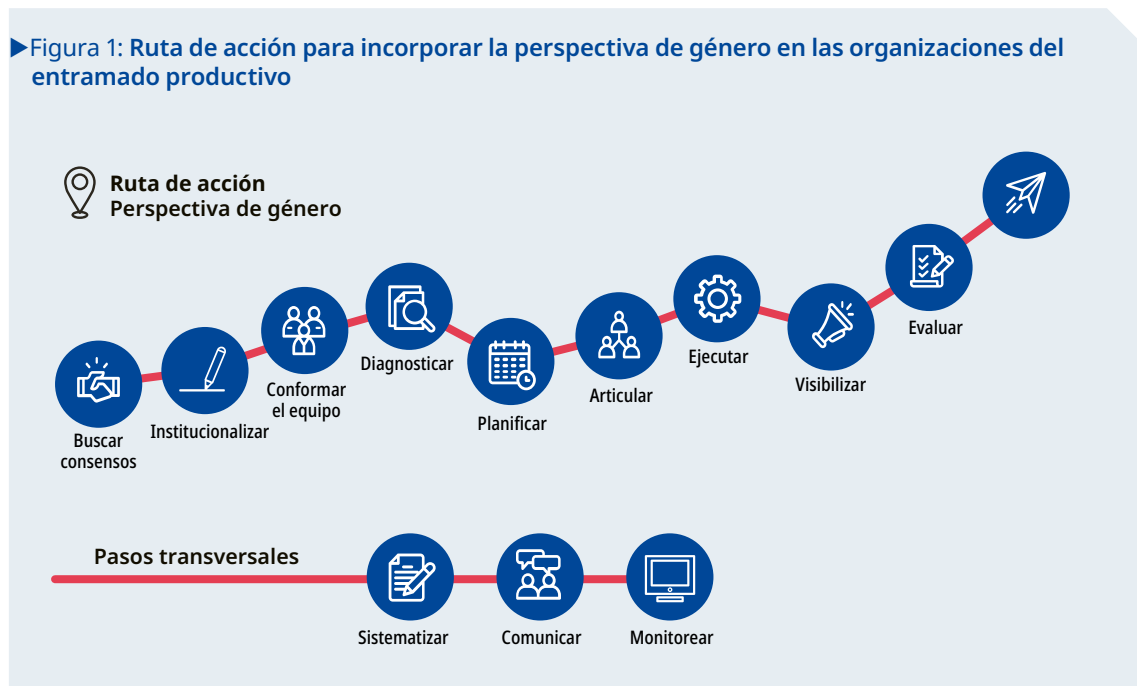 ▶Figura 1: Ruta de acción para incorporar la perspectiva de género en las organizaciones del
entramado productivo
Ruta de acción
Perspectiva de género
Buscar
consensos
Institucionalizar
Conformar
el equipo
Diagnosticar
Planificar
Articular
Ejecutar
Visibilizar
Evaluar
Pasos transversales
Sistematizar
Comunicar
Monitorear